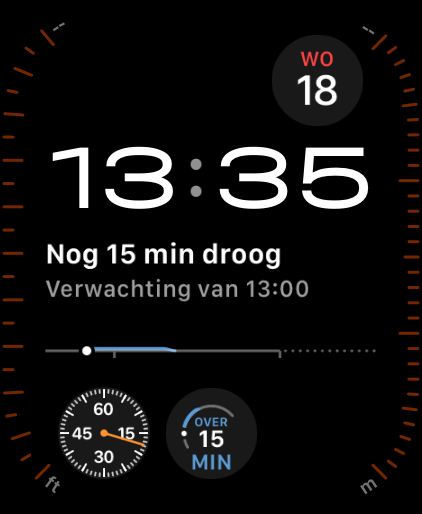 --
--
WO
18
13:35
Nog 15 min droog
Verwachting van 13:00
60
45
15
30
OVER
15
MIN
ft
m